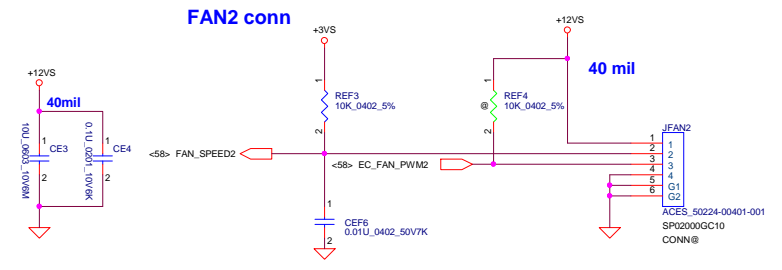 FAN2 conn
+12VS
+3VS
+12VS
40mil
40 mil
1
CE3
2
10U_0603_10V6M
1
CE4
2
0.1U_0201_10V6K
1
REF3
10K_0402_5%
2
1
REF4
@ 10K_0402_5%
2
<58> FAN_SPEED2
<58> EC_FAN_PWM2
1
CEF6
0.01U_0402_50V7K
2
JFAN2
1 1
2 2
3 3
4 4
5 G1
6 G2
ACES_50224-00401-001
SP02000GC10
CONN@